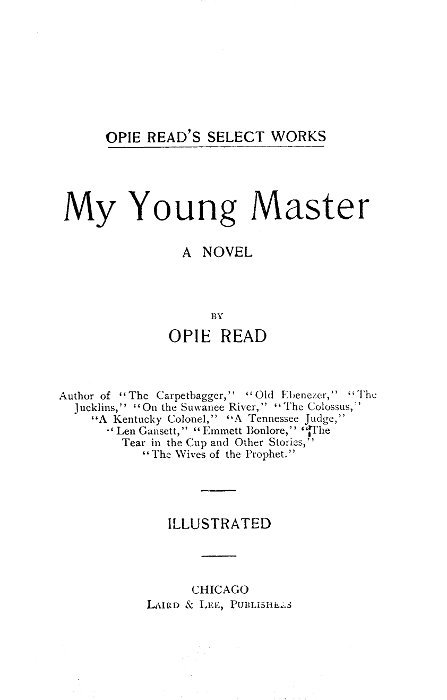 OPIE READ'S SELECT WORKS
My Young Master
A NOVEL
BY
OPIE READ
Author of "The Carpetbagger," "Old Ebenezer," "The
Jucklins," "On the Suwanee River," "The Colossus,"
"A Kentucky Colonel," "A Tennessee Judge,"
"Len Gansett," "Emmett Bonlore," "The
Tear in the Cup and Other Stories,"
"The Wives of the Prophet."
ILLUSTRATED
CHICAGO
LAIRD & LEE, PUBLISHERS